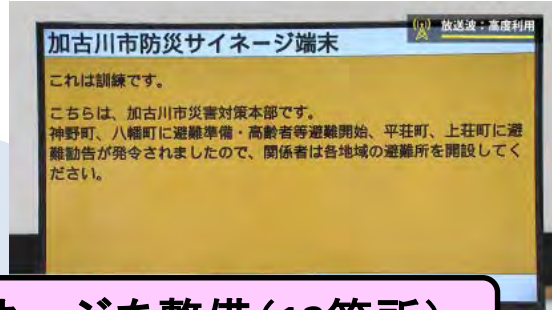 放送波：高度利用
加古川市防災サイネージ端末
これは訓練です。
こちらは、加古川市災害対策本部です。
神野町、八幡町に避難準備・高齢者等避難開始、平荘町、上荘町に避
難勧告が発令されましたので、関係者は各地域の避難所を開設してく
ださい。
ージを整備(12箇所)